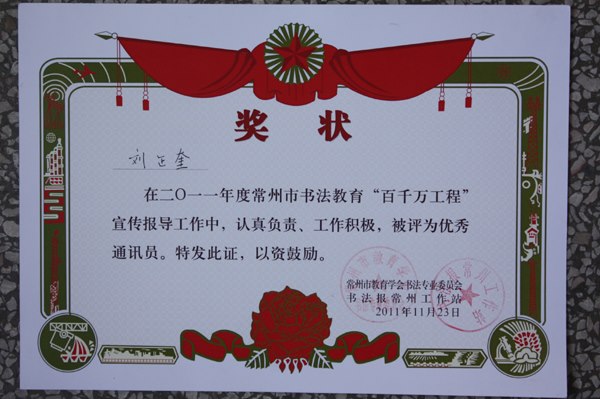 奖状
刘正奎
在二〇一一年度常州市书法教育“百千万工程”
宣传报导工作中，认真负责、工作积极，被评为优秀
通讯员。特发此证，以资鼓励。
常州市教育学会书法专业委员会
书法报常州工作站
2011年11月23日